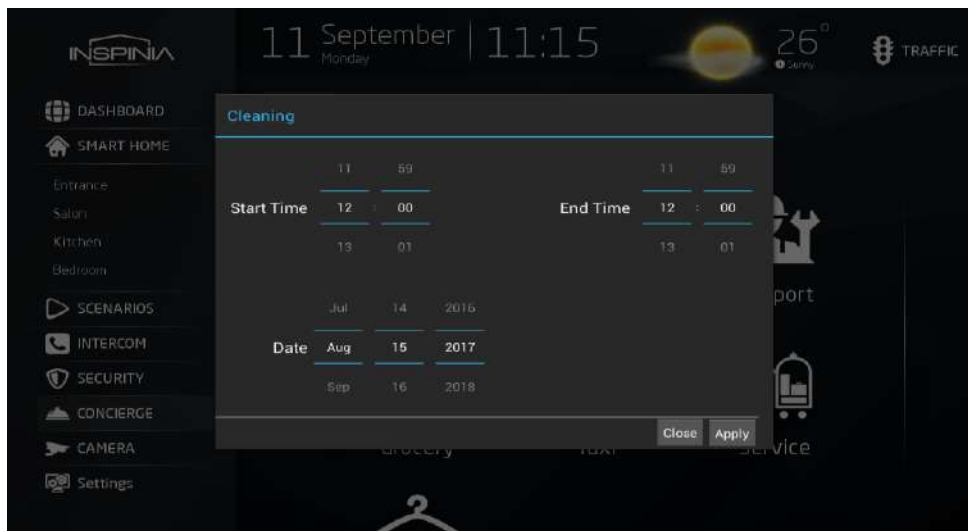 INSPINIA
11 September
Monday
11:15
26°
Sunny
TRAFFIC
DASHBOARD
SMART HOME
Entrance
Salon
Kitchen
Bedroom
SCENARIOS
INTERCOM
SECURITY
CONCIERGE
CAMERA
Settings
Cleaning
11 59 11 59
Start Time 12 : 00 End Time 12 : 00
13 01 13 01
Jul 14 2016
Date Aug 15 2017
Sep 16 2018
Close Apply
port
Grocery Taxi Service